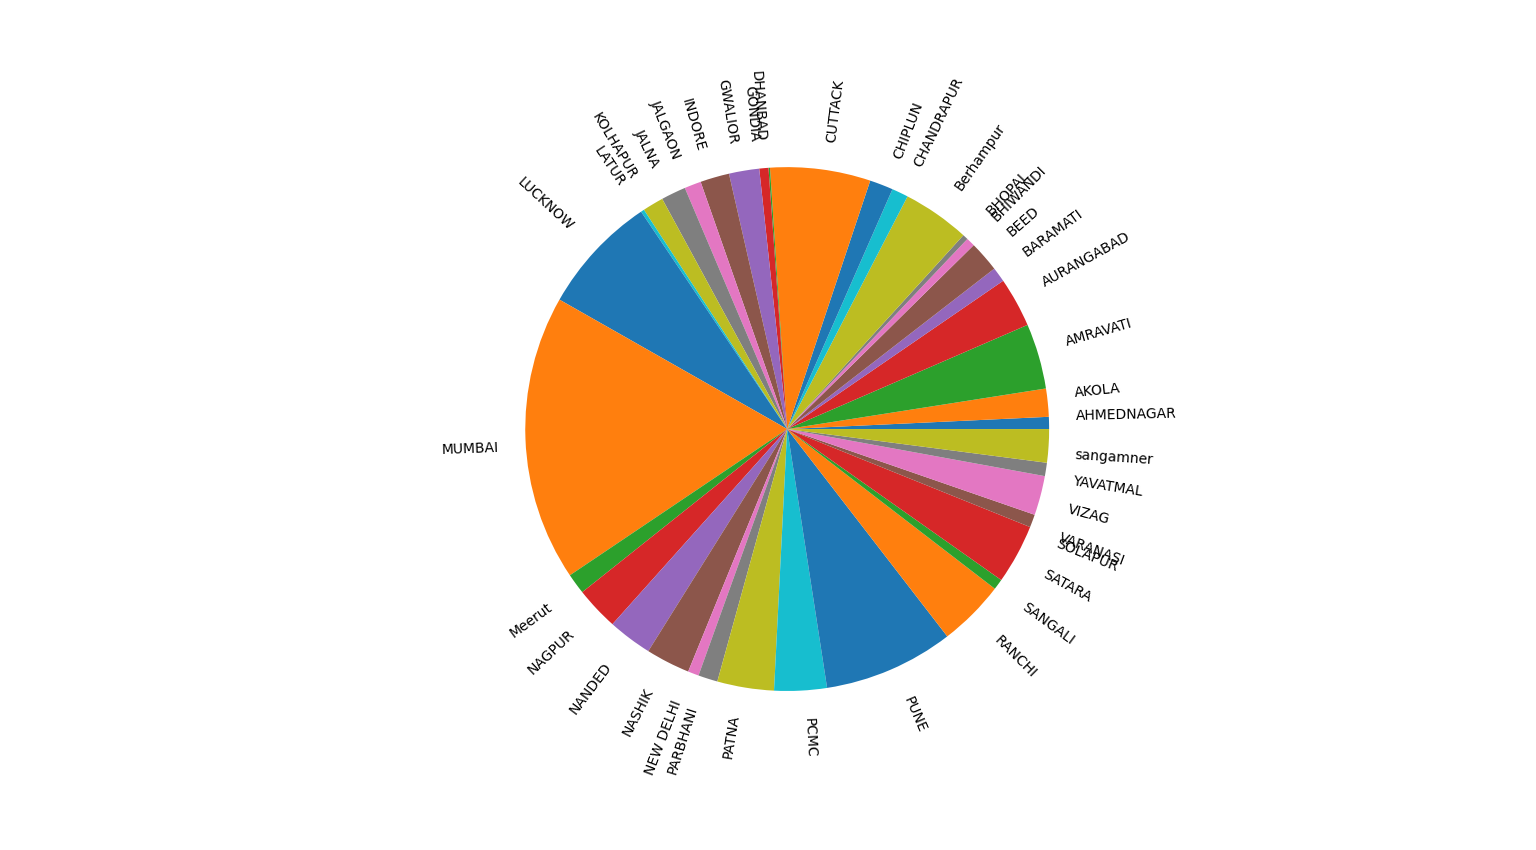 AHMEDNAGAR
AKOLA
AMRAVATI
AURANGABAD
BARAMATI
BEED
BHIWANDI
BHOPAL
Berhampur
CHANDRAPUR
CHIPLUN
CUTTACK
DHANBAD
GONDIA
GWALIOR
INDORE
JALGAON
JALNA
KOLHAPUR
LATUR
LUCKNOW
MUMBAI
Meerut
NAGPUR
NANDED
NASHIK
NEW DELHI
PARBHANI
PATNA
PCMC
PUNE
RANCHI
SANGALI
SATARA
SOLAPUR
VARANASI
VIZAG
YAVATMAL
sangamner